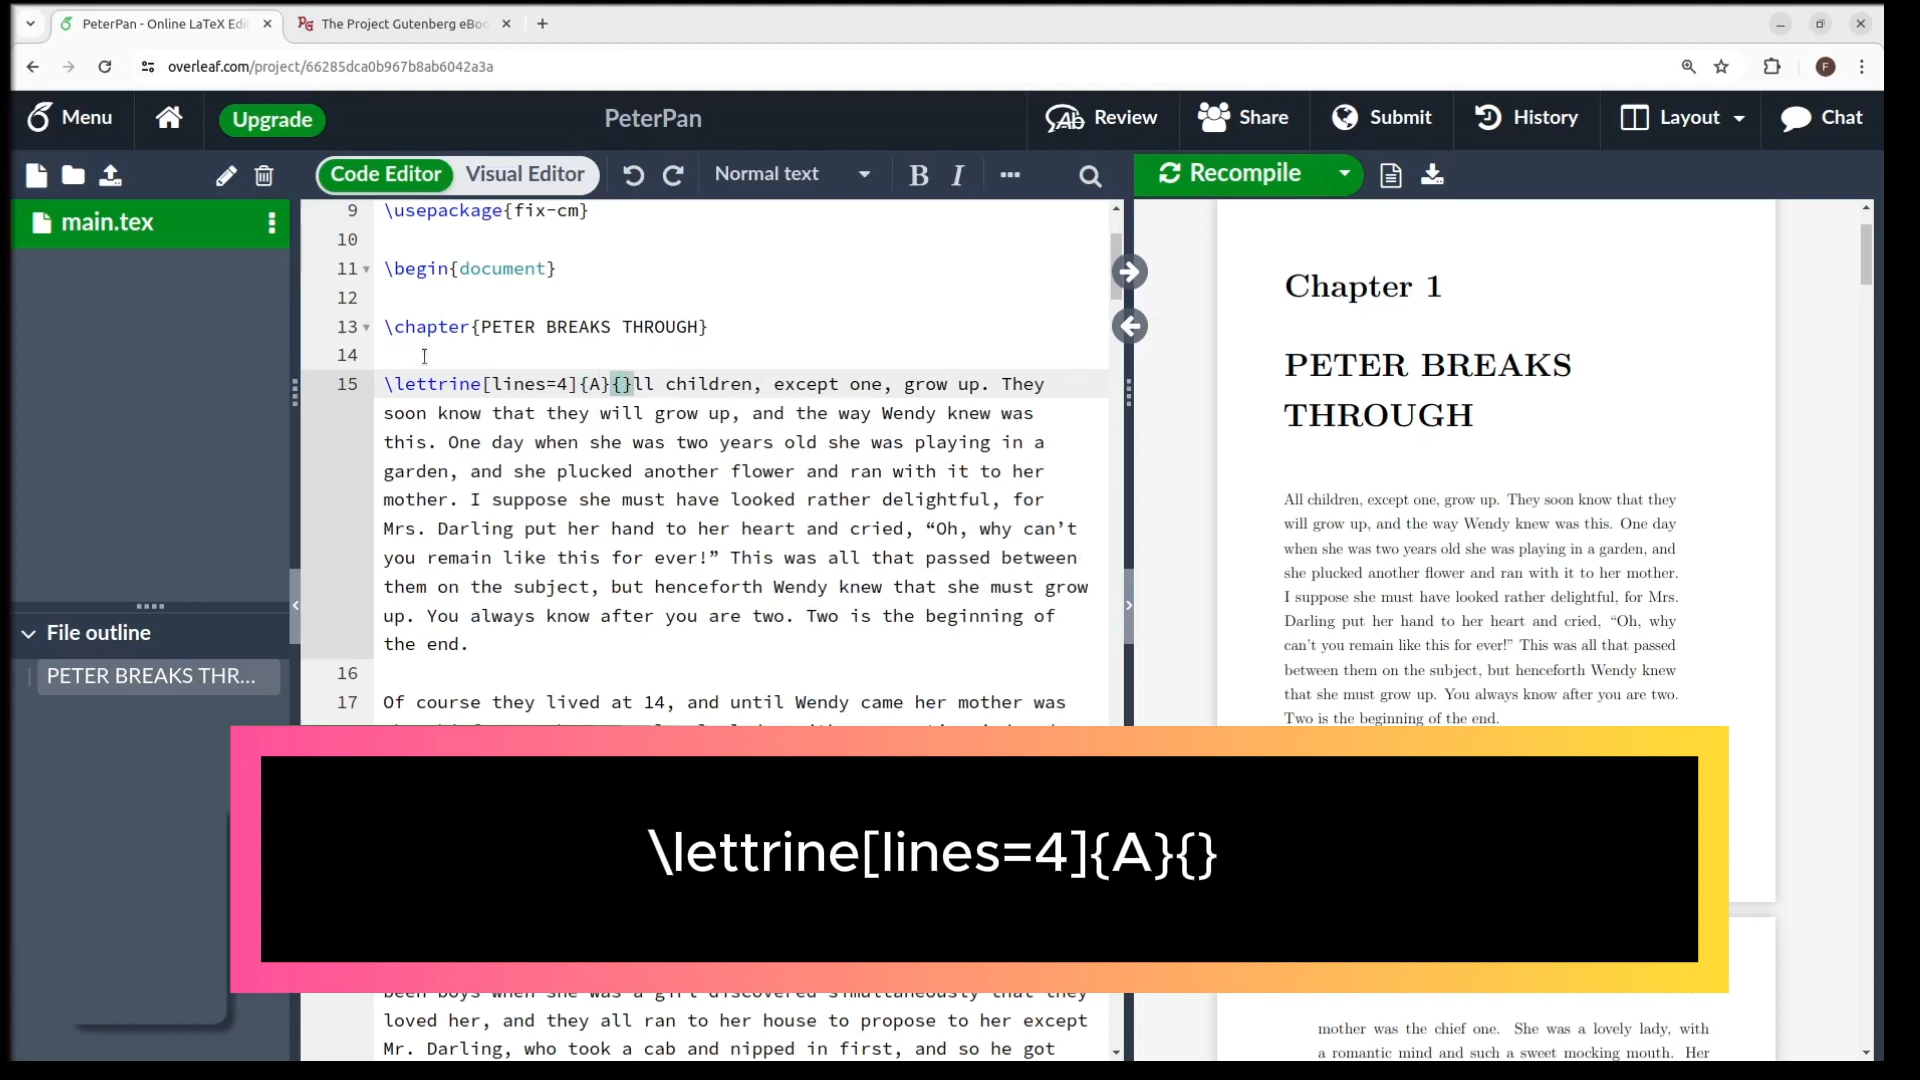 PeterPan - Online LaTeX Edi
The Project Gutenberg eBoo
overleaf.com/project/66285dca0b967b8ab6042a3a
F
Menu
Upgrade
PeterPan
Review
Share
Submit
History
Layout
Chat
Code Editor
Visual Editor
Normal text
B
I
Recompile
main.tex
File outline
PETER BREAKS THR...
9 \usepackage{fix-cm}
10
11 \begin{document}
12
13 \chapter{PETER BREAKS THROUGH}
14
15 \lettrine[lines=4]{A}{}ll children, except one, grow up. They
soon know that they will grow up, and the way Wendy knew was
this. One day when she was two years old she was playing in a
garden, and she plucked another flower and ran with it to her
mother. I suppose she must have looked rather delightful, for
Mrs. Darling put her hand to her heart and cried, “Oh, why can’t
you remain like this for ever!” This was all that passed between
them on the subject, but henceforth Wendy knew that she must grow
up. You always know after you are two. Two is the beginning of
the end.
16
17 Of course they lived at 14, and until Wendy came her mother was
\lettrine[lines=4]{A}{}
been boys when she was a girl discovered simultaneously that they
loved her, and they all ran to her house to propose to her except
Mr. Darling, who took a cab and nipped in first, and so he got
Chapter 1
PETER BREAKS
THROUGH
All children, except one, grow up. They soon know that they
will grow up, and the way Wendy knew was this. One day
when she was two years old she was playing in a garden, and
she plucked another flower and ran with it to her mother.
I suppose she must have looked rather delightful, for Mrs.
Darling put her hand to her heart and cried, “Oh, why
can’t you remain like this for ever!” This was all that passed
between them on the subject, but henceforth Wendy knew
that she must grow up. You always know after you are two.
Two is the beginning of the end.
mother was the chief one. She was a lovely lady, with
a romantic mind and such a sweet mocking mouth. Her